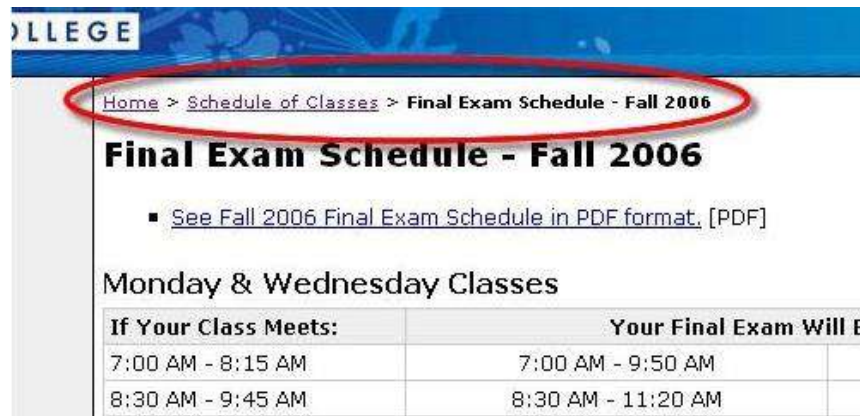 LLEGE
Home > Schedule of Classes > Final Exam Schedule - Fall 2006
Final Exam Schedule - Fall 2006
▪ See Fall 2006 Final Exam Schedule in PDF format. [PDF]
Monday & Wednesday Classes
If Your Class Meets: Your Final Exam Will
7:00 AM - 8:15 AM 7:00 AM - 9:50 AM
8:30 AM - 9:45 AM 8:30 AM - 11:20 AM